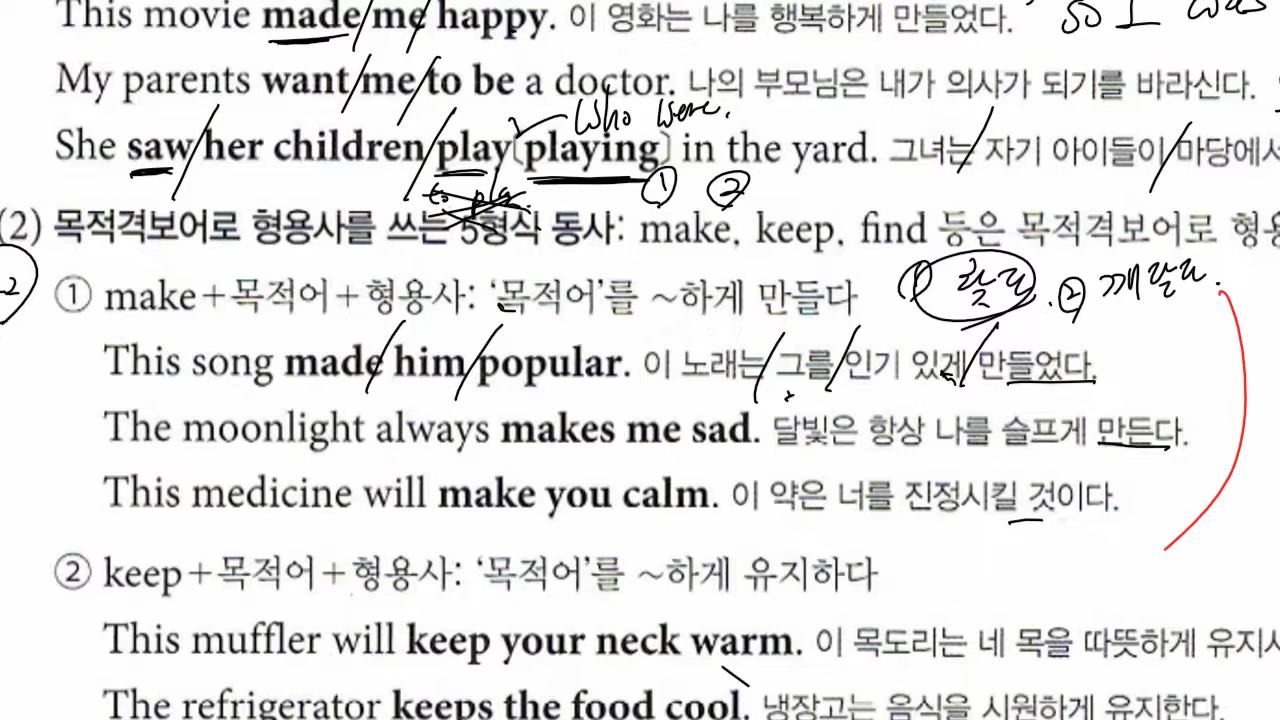 This movie made me happy. 이 영화는 나를 행복하게 만들었다. so I was
My parents want me to be a doctor. 나의 부모님은 내가 의사가 되기를 바라신다.
who were.
She saw her children play[playing] in the yard. 그녀는 자기 아이들이 마당에서
① ②
(2) 목적격보어로 형용사를 쓰는 5형식 동사: make, keep, find 등은 목적격보어로 형용
① make+목적어+형용사: ‘목적어’를 ~하게 만들다 ① 찾다. ② 깨닫다.
This song made him popular. 이 노래는 그를 인기 있게 만들었다.
The moonlight always makes me sad. 달빛은 항상 나를 슬프게 만든다.
This medicine will make you calm. 이 약은 너를 진정시킬 것이다.
② keep+목적어+형용사: ‘목적어’를 ~하게 유지하다
This muffler will keep your neck warm. 이 목도리는 네 목을 따뜻하게 유지시
The refrigerator keeps the food cool. 냉장고는 음식을 시원하게 유지한다.